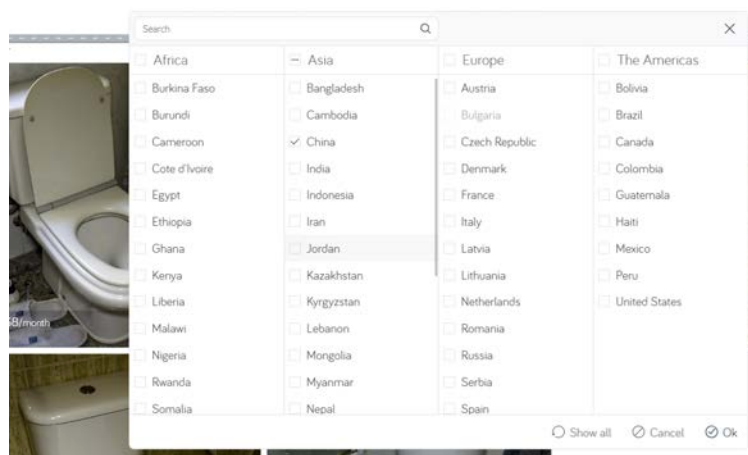 Search
Africa
Burkina Faso
Burundi
Cameroon
Cote d'Ivoire
Egypt
Ethiopia
Ghana
Kenya
Liberia
Malawi
Nigeria
Rwanda
Somalia
Asia
Bangladesh
Cambodia
China
India
Indonesia
Iran
Jordan
Kazakhstan
Kyrgyzstan
Lebanon
Mongolia
Myanmar
Nepal
Europe
Austria
Bulgaria
Czech Republic
Denmark
France
Italy
Latvia
Lithuania
Netherlands
Romania
Russia
Serbia
Spain
The Americas
Bolivia
Brazil
Canada
Colombia
Guatemala
Haiti
Mexico
Peru
United States
/month
Show all
Cancel
Ok